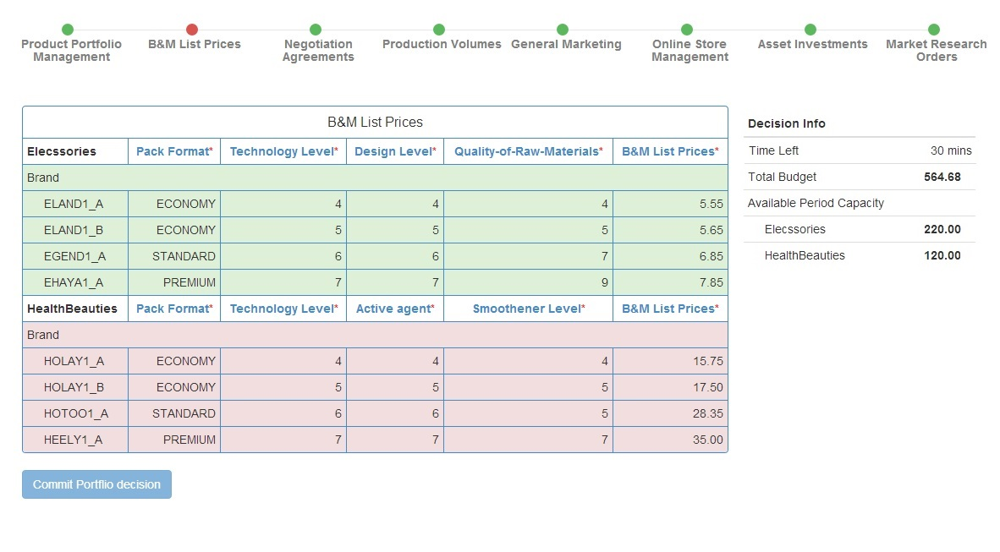 Product Portfolio Management
B&M List Prices
Negotiation Agreements
Production Volumes
General Marketing
Online Store Management
Asset Investments
Market Research Orders
B&M List Prices
Elecssories Pack Format* Technology Level* Design Level* Quality-of-Raw-Materials* B&M List Prices*
Brand
ELAND1_A ECONOMY 4 4 4 5.55
ELAND1_B ECONOMY 5 5 5 5.65
EGEND1_A STANDARD 6 6 7 6.85
EHAYA1_A PREMIUM 7 7 9 7.85
HealthBeauties Pack Format* Technology Level* Active agent* Smoothener Level* B&M List Prices*
Brand
HOLAY1_A ECONOMY 4 4 4 15.75
HOLAY1_B ECONOMY 5 5 5 17.50
HOTOO1_A STANDARD 6 6 5 28.35
HEELY1_A PREMIUM 7 7 7 35.00
Commit Portflio decision
Decision Info
Time Left 30 mins
Total Budget 564.68
Available Period Capacity
Elecssories 220.00
HealthBeauties 120.00